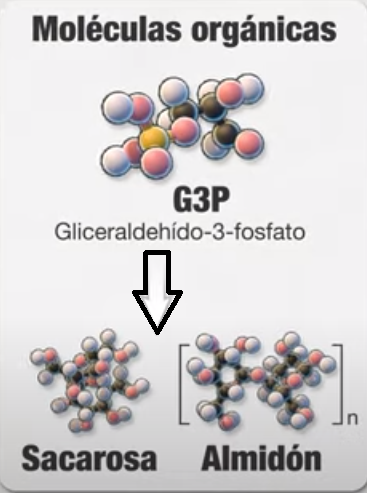 Moléculas orgánicas
G3P
Gliceraldehído-3-fosfato
n
Sacarosa
Almidón